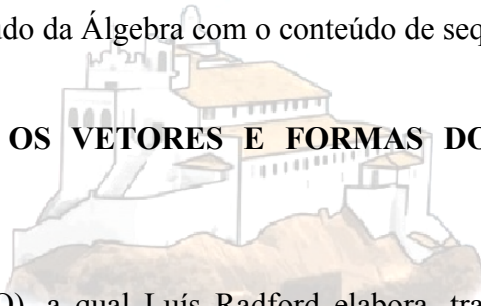 do da Álgebra com o conteúdo de seq
OS VETORES E FORMAS DO
O), a qual Luís Radford elabora, tra